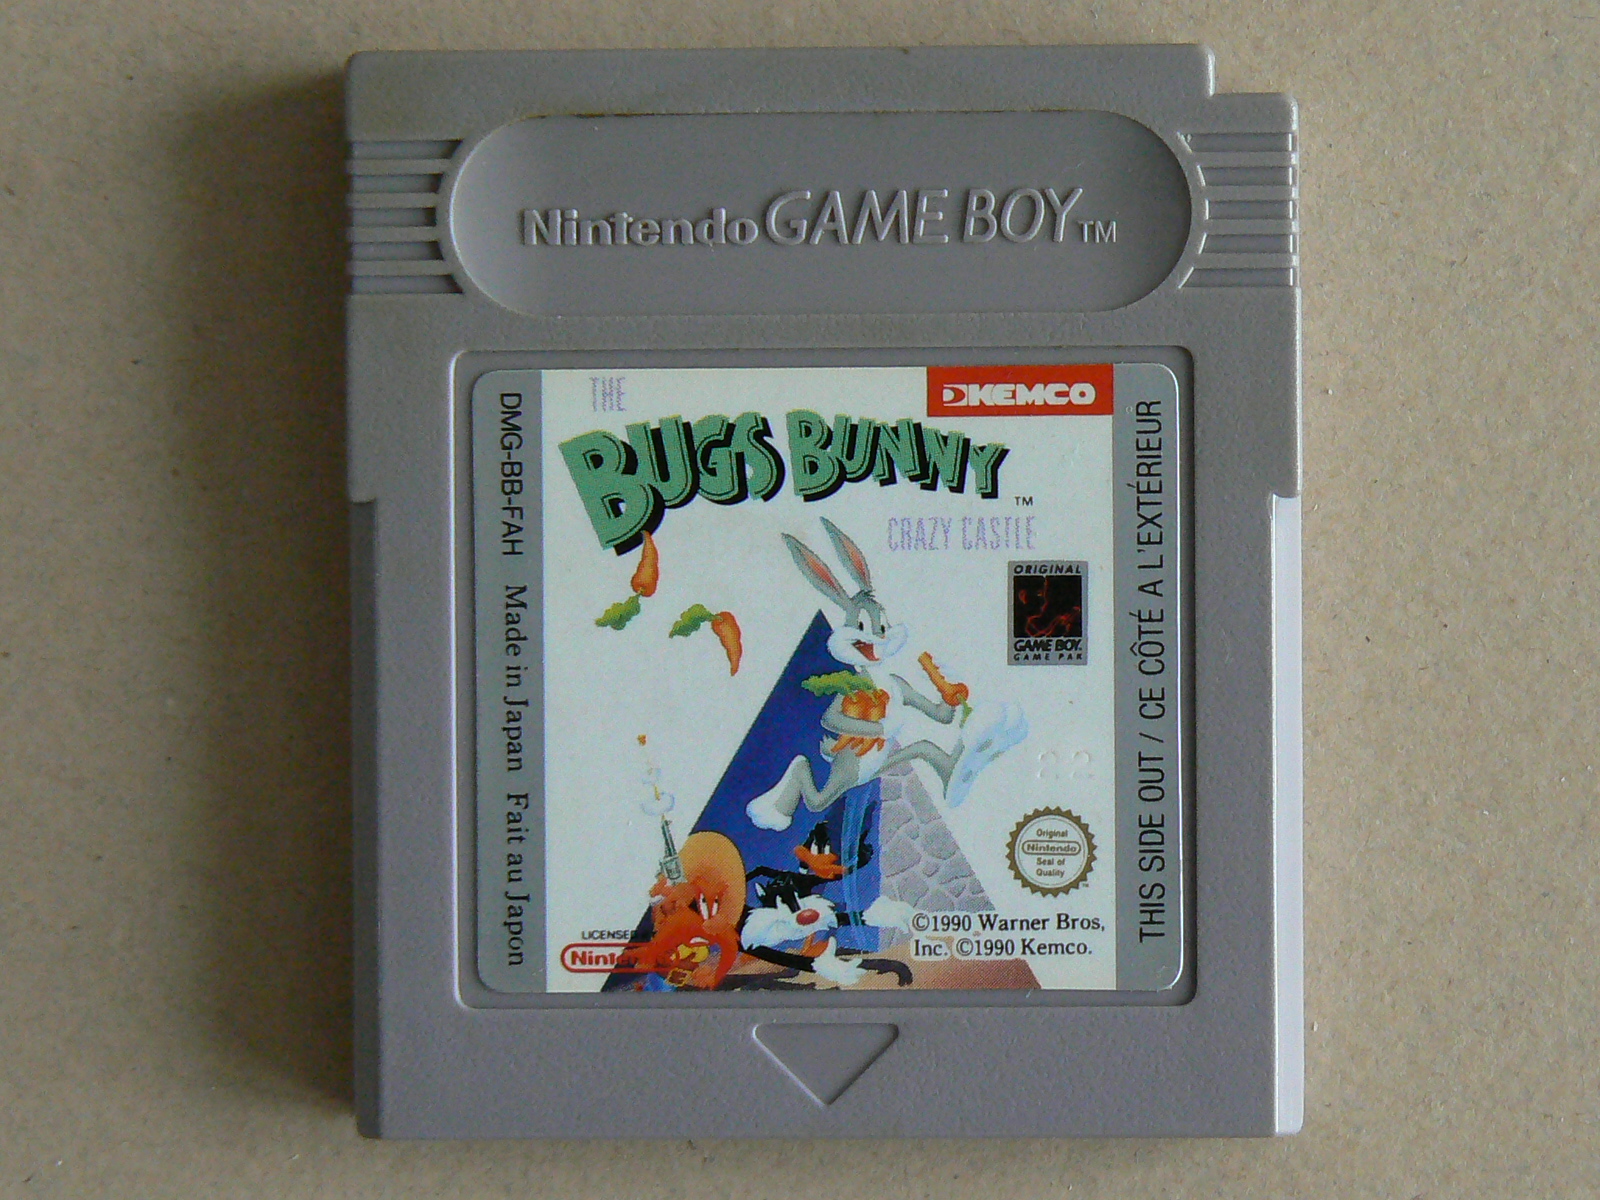 Nintendo GAME BOY TM
KEMCO
BUGS BUNNY TM
CRAZY CASTLE
ORIGINAL
GAME BOY
GAME PAK
22
Original
Nintendo
Seal of
Quality
TM
©1990 Warner Bros,
Inc. ©1990 Kemco.
LICENSED BY
DMG-BB-FAH Made in Japan Fait au Japon
THIS SIDE OUT / CE CÔTÉ A L'EXTÉRIEUR